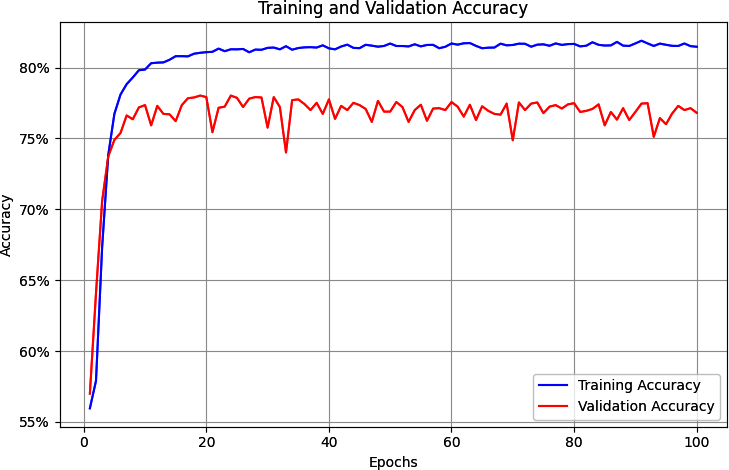 Training and Validation Accuracy
Accuracy
80%
75%
70%
65%
60%
55%
0 20 40 60 80 100
Epochs
Training Accuracy
Validation Accuracy